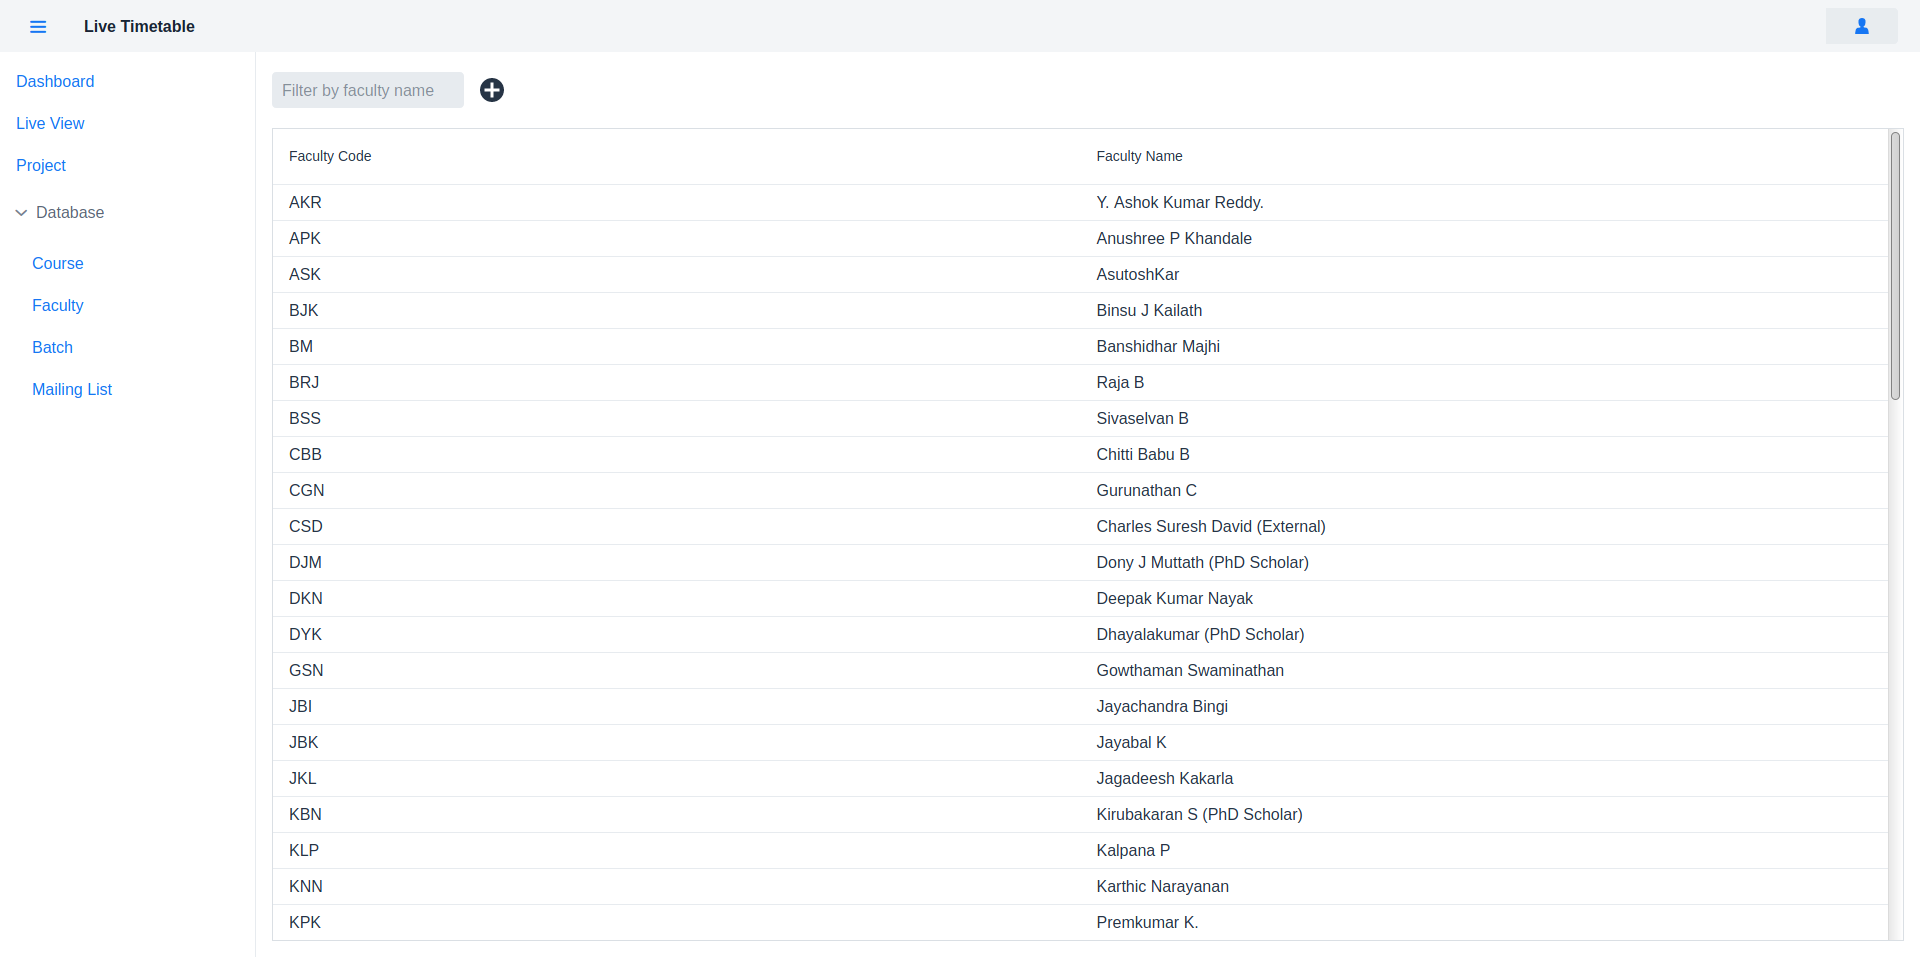 Live Timetable
Dashboard
Live View
Project
Database
Course
Faculty
Batch
Mailing List
Filter by faculty name
Faculty Code Faculty Name
AKR Y. Ashok Kumar Reddy.
APK Anushree P Khandale
ASK AsutoshKar
BJK Binsu J Kailath
BM Banshidhar Majhi
BRJ Raja B
BSS Sivaselvan B
CBB Chitti Babu B
CGN Gurunathan C
CSD Charles Suresh David (External)
DJM Dony J Muttath (PhD Scholar)
DKN Deepak Kumar Nayak
DYK Dhayalakumar (PhD Scholar)
GSN Gowthaman Swaminathan
JBI Jayachandra Bingi
JBK Jayabal K
JKL Jagadeesh Kakarla
KBN Kirubakaran S (PhD Scholar)
KLP Kalpana P
KNN Karthic Narayanan
KPK Premkumar K.